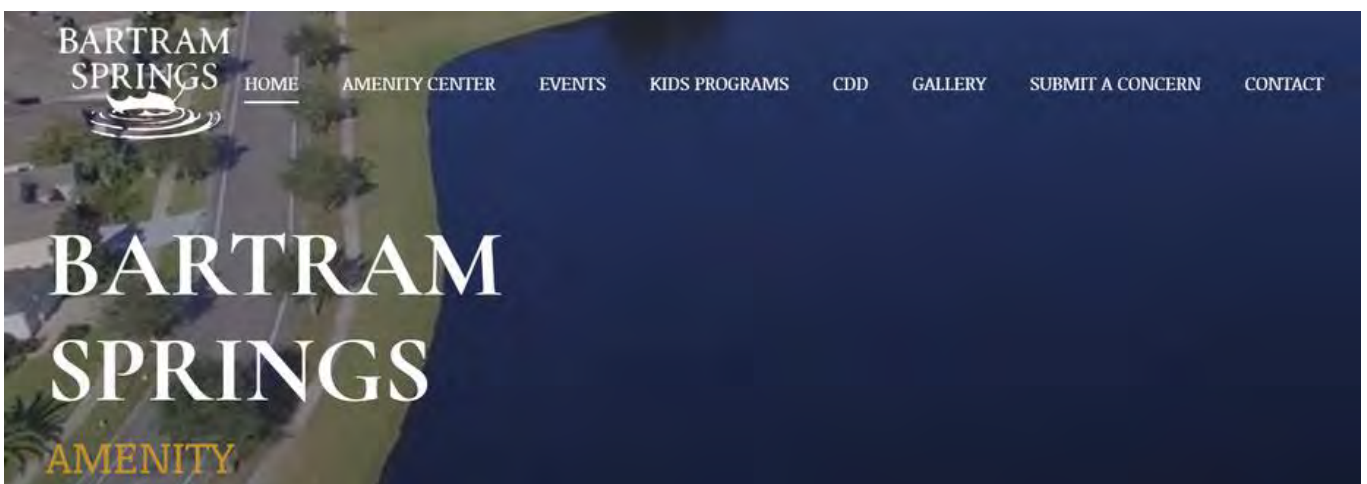 BARTRAM
SPRINGS
HOME AMENITY CENTER EVENTS KIDS PROGRAMS CDD GALLERY SUBMIT A CONCERN CONTACT
BARTRAM
SPRINGS
AMENITY